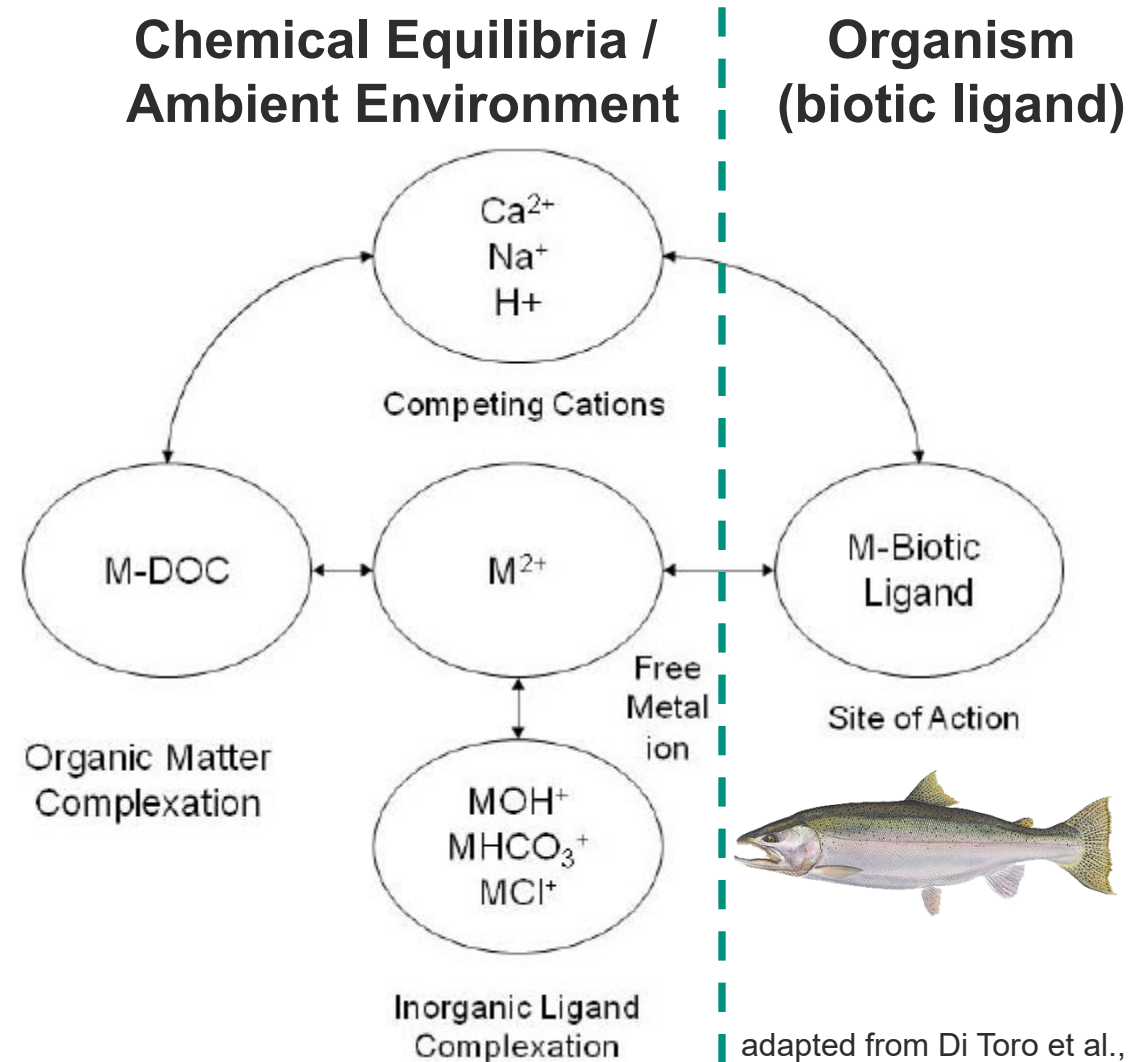 Chemical Equilibria /
Ambient Environment
Organism
(biotic ligand)
Ca²⁺
Na⁺
H+
Competing Cations
M-DOC
M²⁺
M-Biotic
Ligand
Free
Metal
ion
Site of Action
Organic Matter
Complexation
MOH⁺
MHCO₃⁺
MCl⁺
Inorganic Ligand
Complexation
adapted from Di Toro et al.,